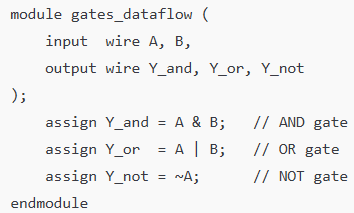 module gates_dataflow (
    input  wire A, B,
    output wire Y_and, Y_or, Y_not
);
    assign Y_and = A & B;   // AND gate
    assign Y_or  = A | B;   // OR gate
    assign Y_not = ~A;      // NOT gate
endmodule